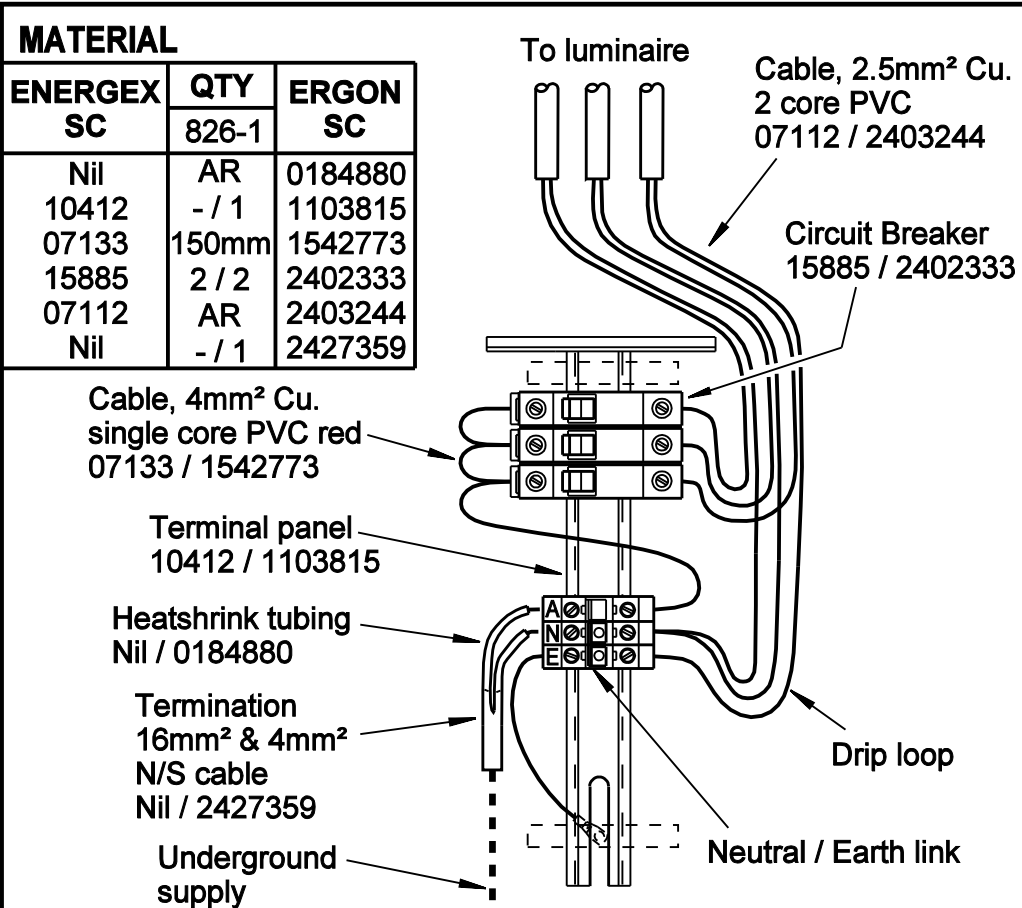 MATERIAL
ENERGEX SC QTY ERGON SC
826-1
Nil AR 0184880
10412 - / 1 1103815
07133 150mm 1542773
15885 2 / 2 2402333
07112 AR 2403244
Nil - / 1 2427359
To luminaire
Cable, 2.5mm² Cu.
2 core PVC
07112 / 2403244
Circuit Breaker
15885 / 2402333
Cable, 4mm² Cu.
single core PVC red
07133 / 1542773
Terminal panel
10412 / 1103815
Heatshrink tubing
Nil / 0184880
A
N
E
Termination
16mm² & 4mm²
N/S cable
Nil / 2427359
Drip loop
Neutral / Earth link
Underground
supply